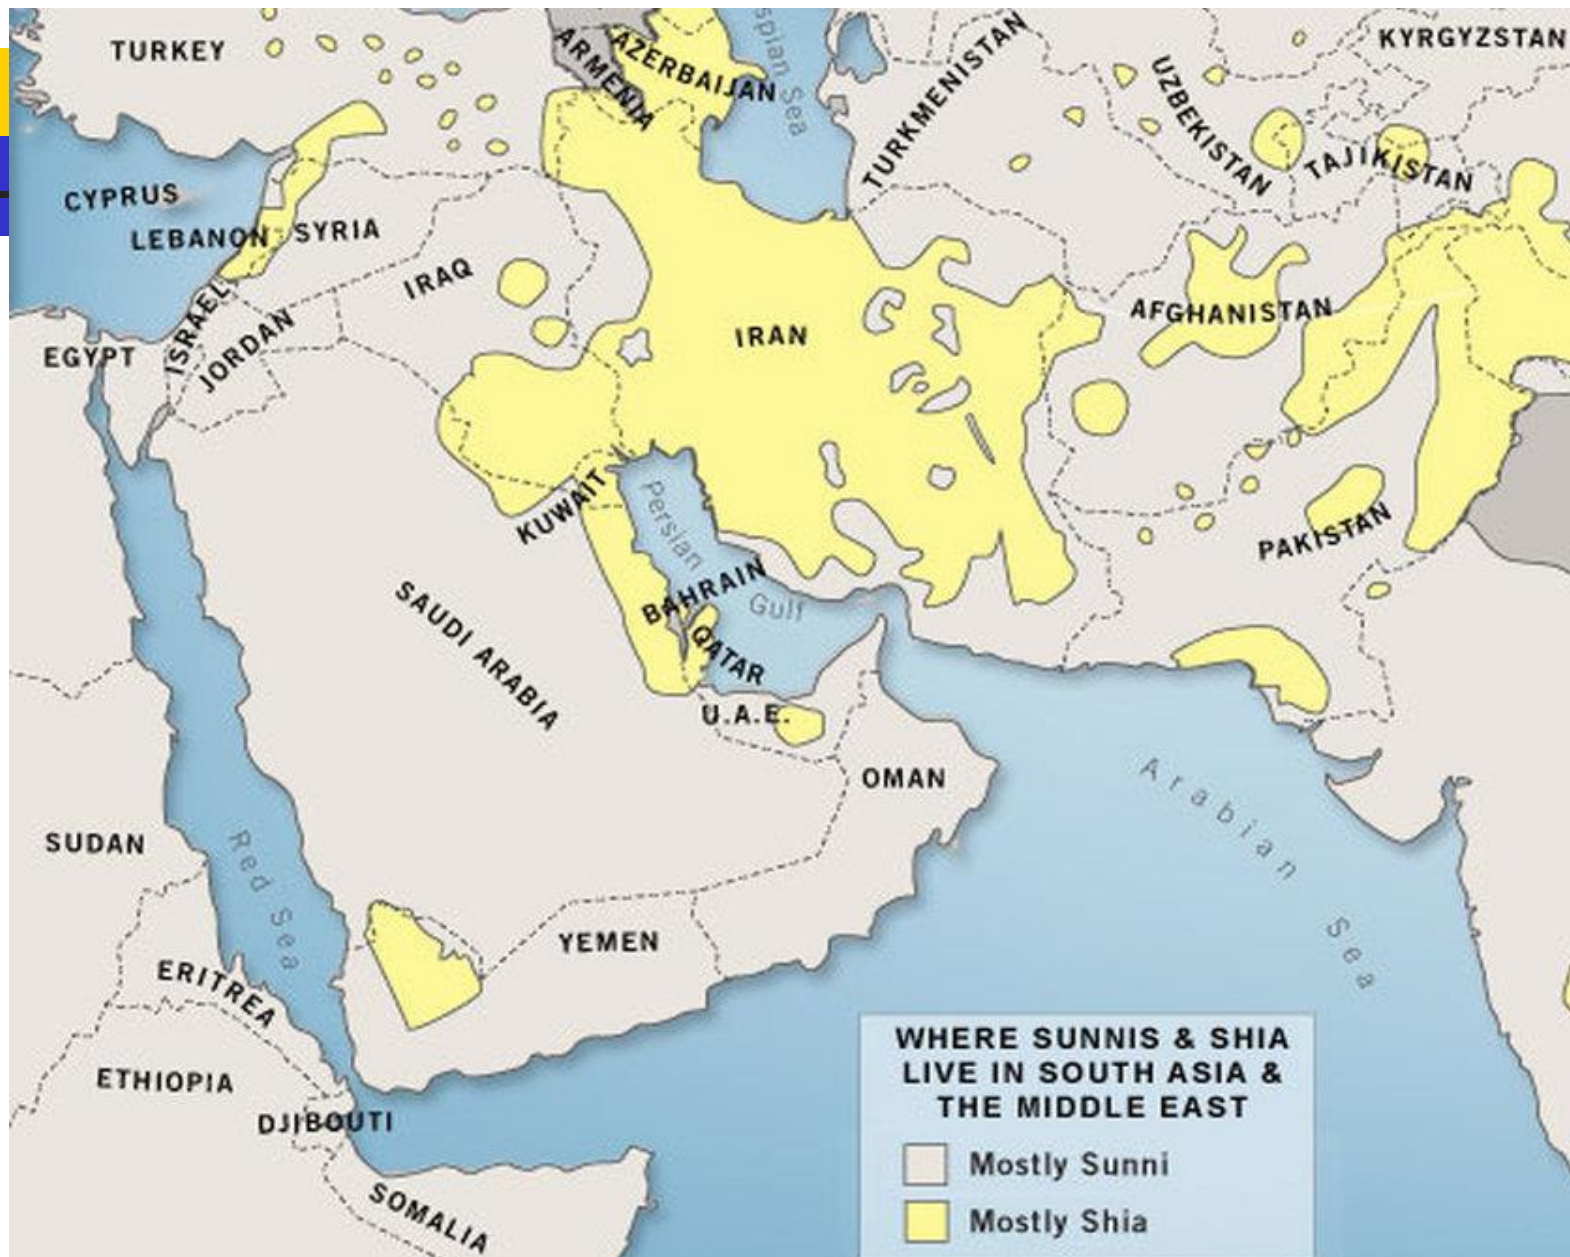 TURKEY
ARMENIA
AZERBAIJAN
spian Sea
TURKMENISTAN
UZBEKISTAN
KYRGYZSTAN
TAJIKISTAN
CYPRUS
LEBANON
SYRIA
IRAQ
IRAN
AFGHANISTAN
EGYPT
ISRAEL
JORDAN
KUWAIT
Persian
Gulf
PAKISTAN
SAUDI ARABIA
BAHRAIN
QATAR
U.A.E.
OMAN
Arabian Sea
SUDAN
Red Sea
YEMEN
ERITREA
ETHIOPIA
DJIBOUTI
SOMALIA
WHERE SUNNIS & SHIA
LIVE IN SOUTH ASIA &
THE MIDDLE EAST
Mostly Sunni
Mostly Shia